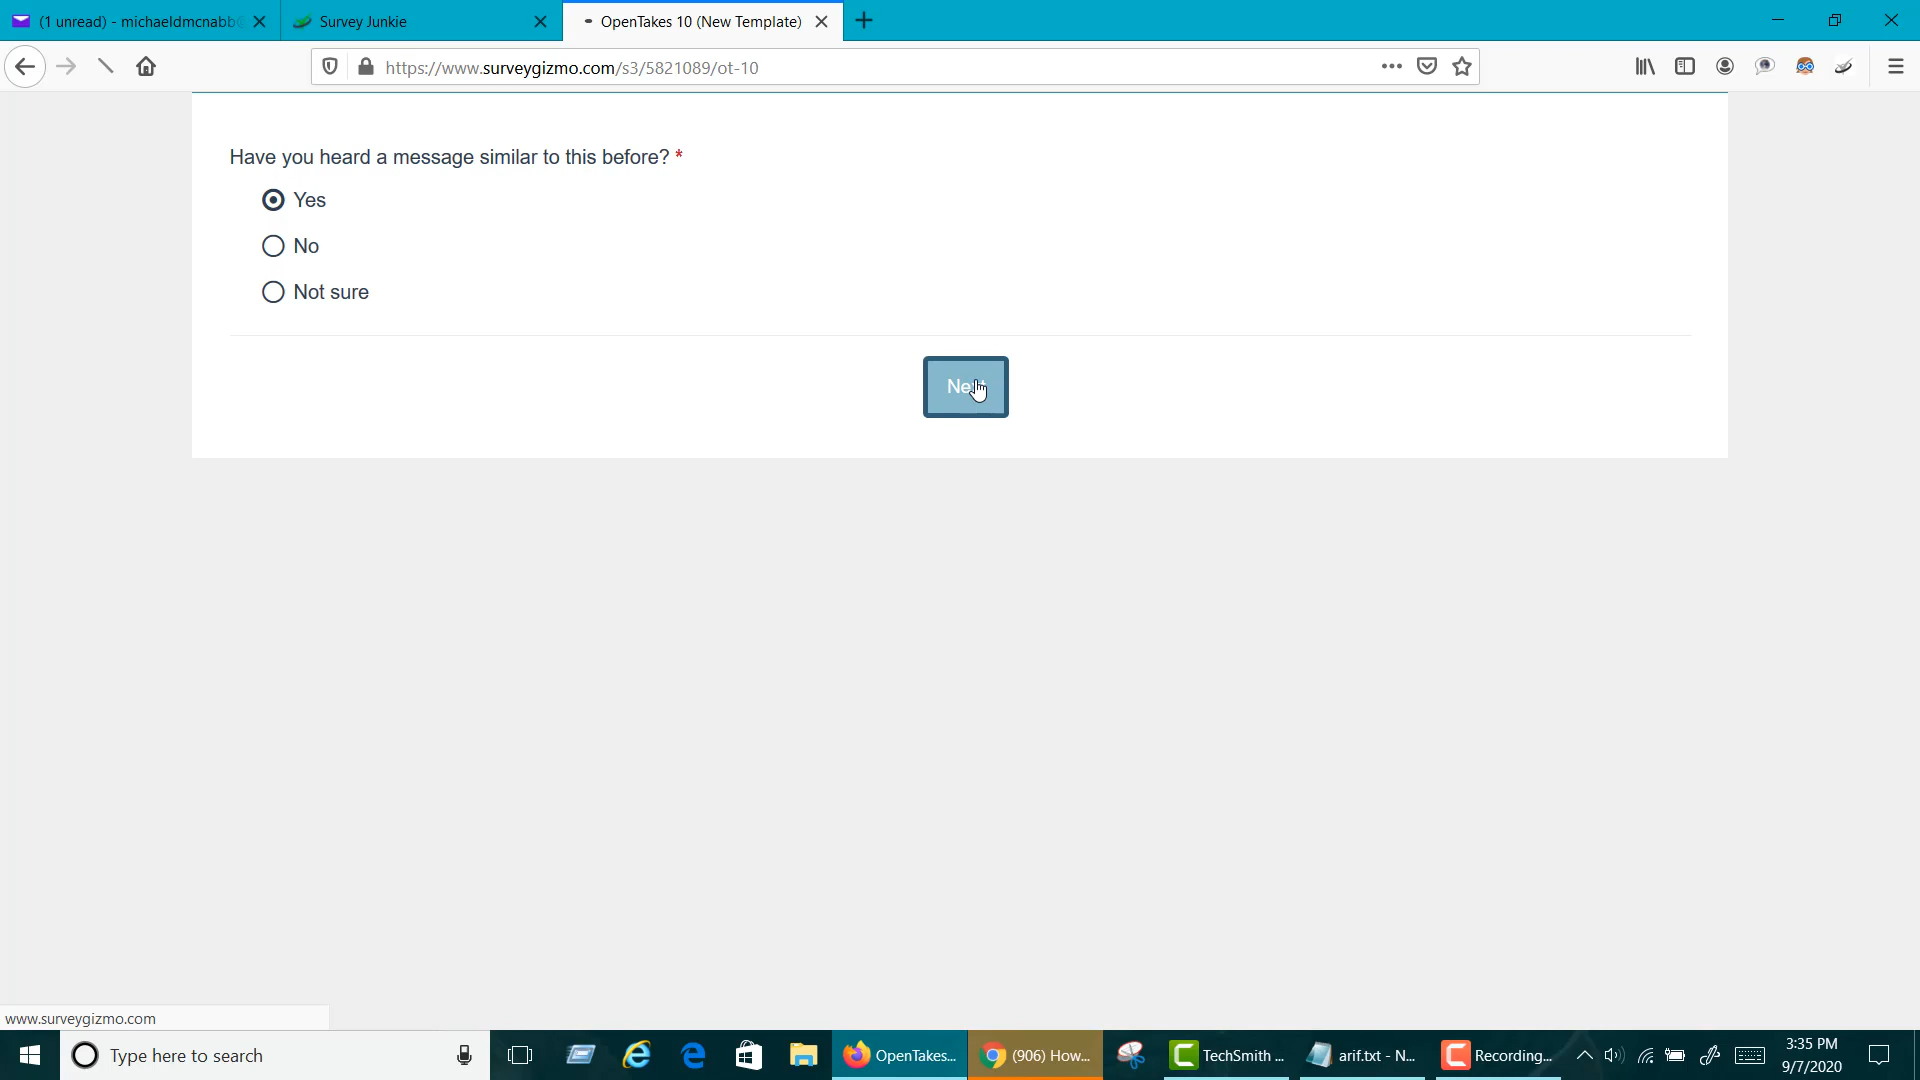 (1 unread) - michaeldmcnabb
Survey Junkie
OpenTakes 10 (New Template)
https://www.surveygizmo.com/s3/5821089/ot-10
Have you heard a message similar to this before? *
Yes
No
Not sure
Next
www.surveygizmo.com
Type here to search
OpenTakes...
(906) How...
TechSmith ...
arif.txt - N...
Recording...
3:35 PM
9/7/2020